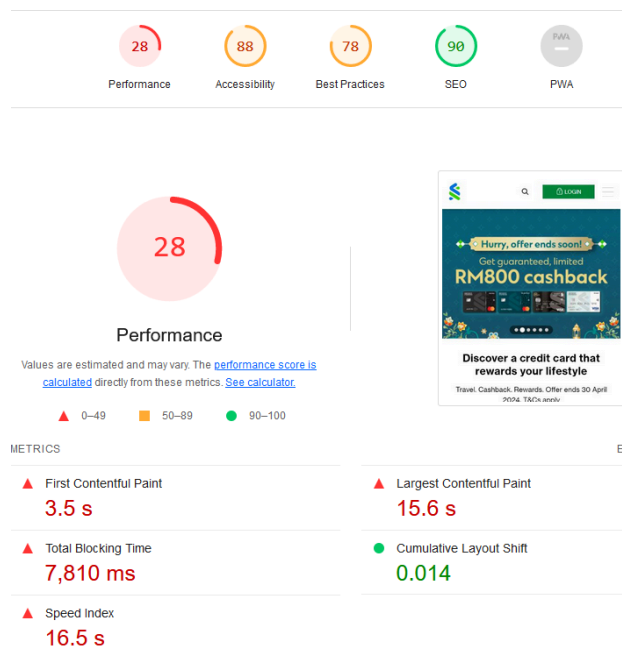 28
88
78
90
PWA
Performance
Accessibility
Best Practices
SEO
PWA
28
Performance
Values are estimated and may vary. The performance score is
calculated directly from these metrics. See calculator.
0–49
50–89
90–100
LOGIN
Hurry, offer ends soon!
Get guaranteed, limited
RM800 cashback
Discover a credit card that
rewards your lifestyle
Travel. Cashback. Rewards. Offer ends 30 April
2024. T&Cs apply
METRICS
E
First Contentful Paint
3.5 s
Largest Contentful Paint
15.6 s
Total Blocking Time
7,810 ms
Cumulative Layout Shift
0.014
Speed Index
16.5 s